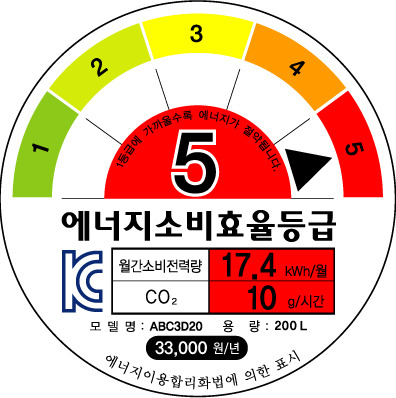 1
2
3
4
5
1등급에 가까울수록 에너지가 절약됩니다.
5
에너지소비효율등급
월간소비전력량 17.4 kWh/월
CO₂ 10 g/시간
모 델 명 : ABC3D20 용 량 : 200 L
33,000 원/년
에너지이용합리화법에 의한 표시